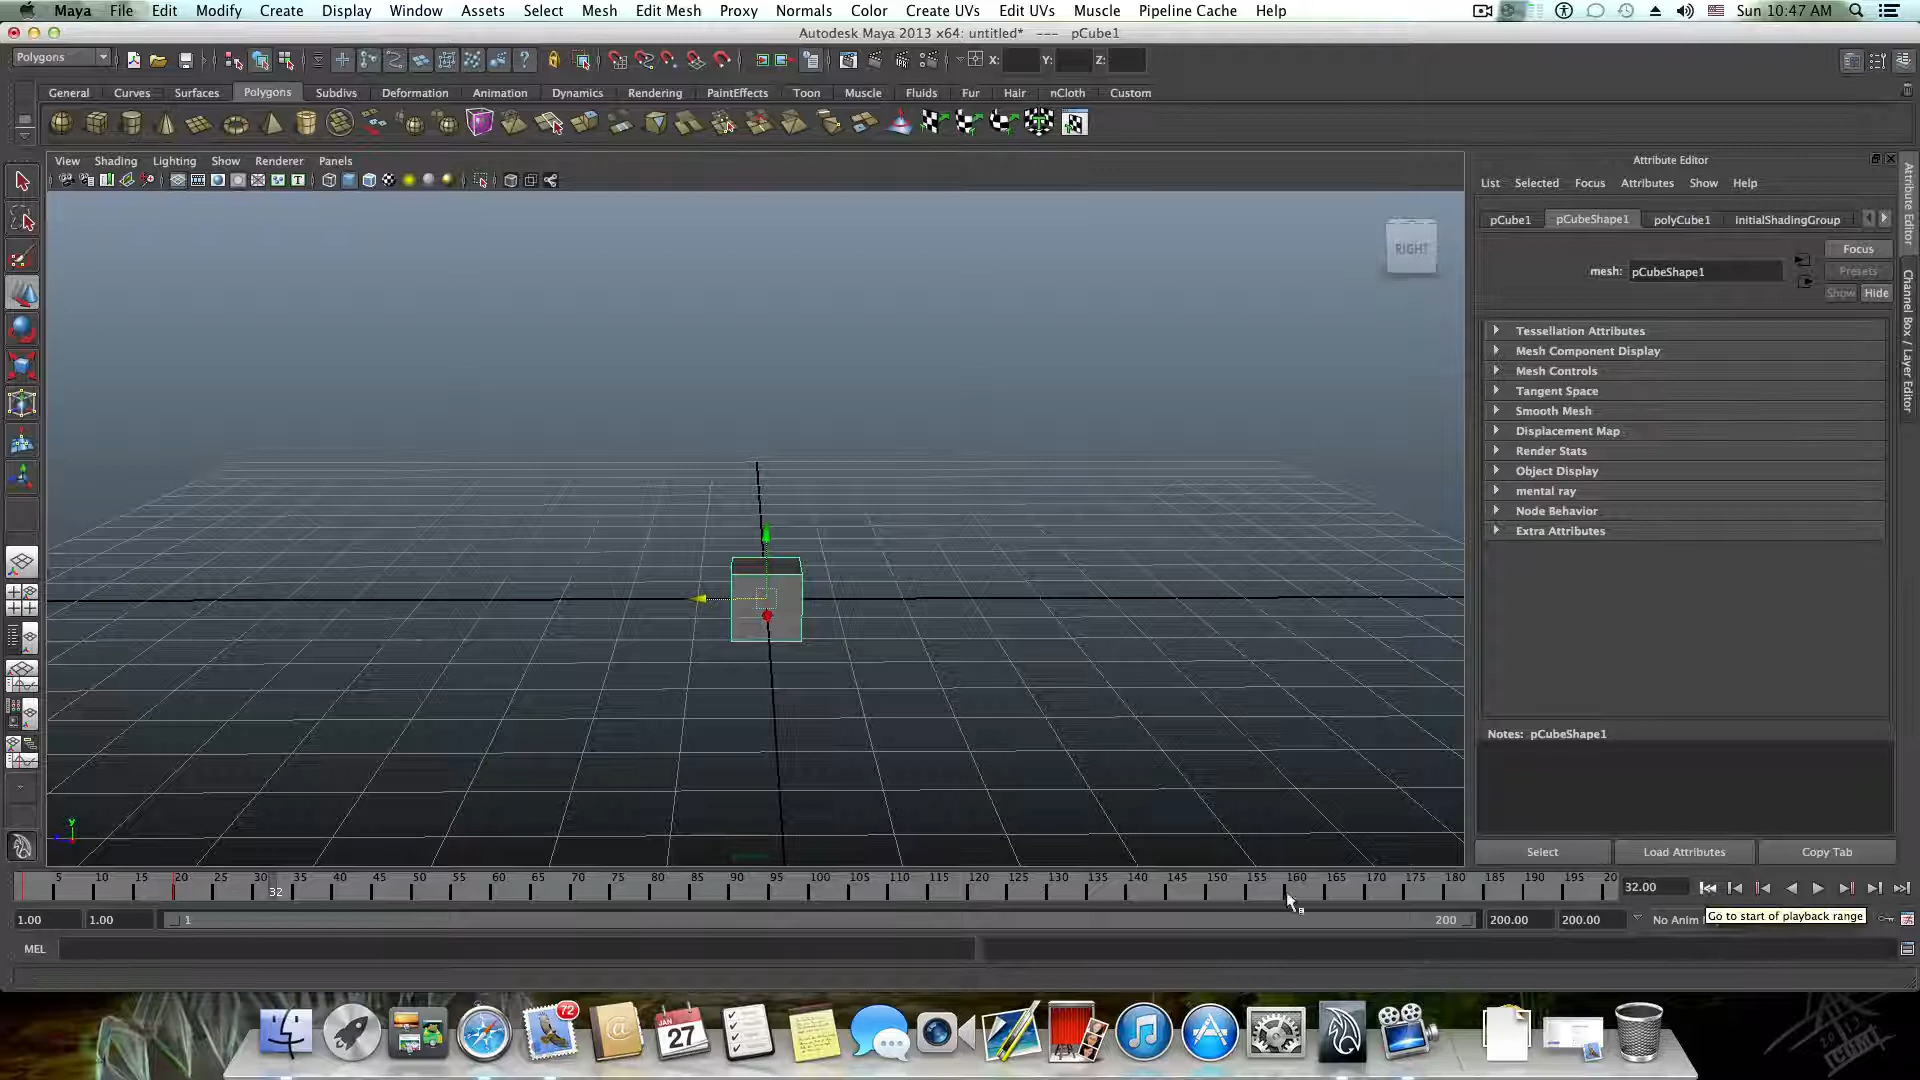 Maya File Edit Modify Create Display Window Assets Select Mesh Edit Mesh Proxy Normals Color Create UVs Edit UVs Muscle Pipeline Cache Help Sun 10:47 AM
Autodesk Maya 2013 x64: untitled* --- pCube1
Polygons X: Y: Z:
General Curves Surfaces Polygons Subdivs Deformation Animation Dynamics Rendering PaintEffects Toon Muscle Fluids Fur Hair nCloth Custom
View Shading Lighting Show Renderer Panels
RIGHT
Attribute Editor
List Selected Focus Attributes Show Help
pCube1 pCubeShape1 polyCube1 initialShadingGroup
Focus
mesh: pCubeShape1
Presets
Show Hide
Tessellation Attributes
Mesh Component Display
Mesh Controls
Tangent Space
Smooth Mesh
Displacement Map
Render Stats
Object Display
mental ray
Node Behavior
Extra Attributes
Notes: pCubeShape1
Select Load Attributes Copy Tab
Attribute Editor
Channel Box / Layer Editor
y
5 10 15 20 25 30 35 40 45 50 55 60 65 70 75 80 85 90 95 100 105 110 115 120 125 130 135 140 145 150 155 160 165 170 175 180 185 190 195 20
32
32.00
1.00 1.00 1 200 200.00 200.00 No Anim
Go to start of playback range
MEL
72
JAN
27